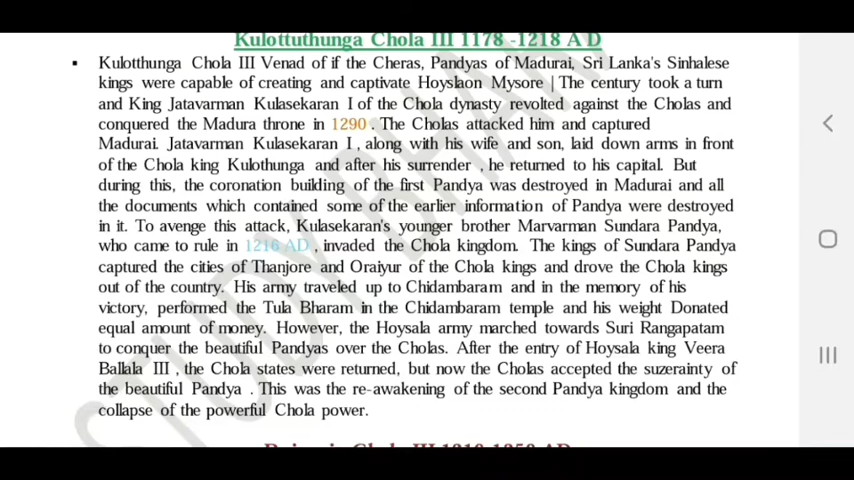 Kulottuthunga Chola III 1178 -1218 A D
▪ Kulotthunga Chola III Venad of if the Cheras, Pandyas of Madurai, Sri Lanka's Sinhalese
kings were capable of creating and captivate Hoyslaon Mysore | The century took a turn
and King Jatavarman Kulasekaran I of the Chola dynasty revolted against the Cholas and
conquered the Madura throne in 1290 . The Cholas attacked him and captured
Madurai. Jatavarman Kulasekaran I , along with his wife and son, laid down arms in front
of the Chola king Kulothunga and after his surrender , he returned to his capital. But
during this, the coronation building of the first Pandya was destroyed in Madurai and all
the documents which contained some of the earlier information of Pandya were destroyed
in it. To avenge this attack, Kulasekaran's younger brother Marvarman Sundara Pandya,
who came to rule in 1216 AD , invaded the Chola kingdom. The kings of Sundara Pandya
captured the cities of Thanjore and Oraiyur of the Chola kings and drove the Chola kings
out of the country. His army traveled up to Chidambaram and in the memory of his
victory, performed the Tula Bharam in the Chidambaram temple and his weight Donated
equal amount of money. However, the Hoysala army marched towards Suri Rangapatam
to conquer the beautiful Pandyas over the Cholas. After the entry of Hoysala king Veera
Ballala III , the Chola states were returned, but now the Cholas accepted the suzerainty of
the beautiful Pandya . This was the re-awakening of the second Pandya kingdom and the
collapse of the powerful Chola power.